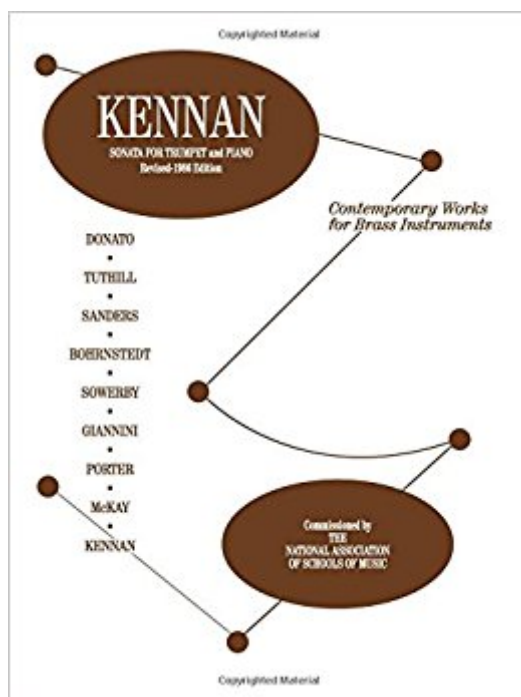 Copyrighted Material
KENNAN
SONATA FOR TRUMPET and PIANO
Revised-1986 Edition
Contemporary Works
for Brass Instruments
DONATO
TUTHILL
SANDERS
BOHRNSTEDT
SOWERBY
GIANNINI
PORTER
McKAY
KENNAN
Commissioned by
THE
NATIONAL ASSOCIATION
OF SCHOOLS OF MUSIC
Copyrighted Material